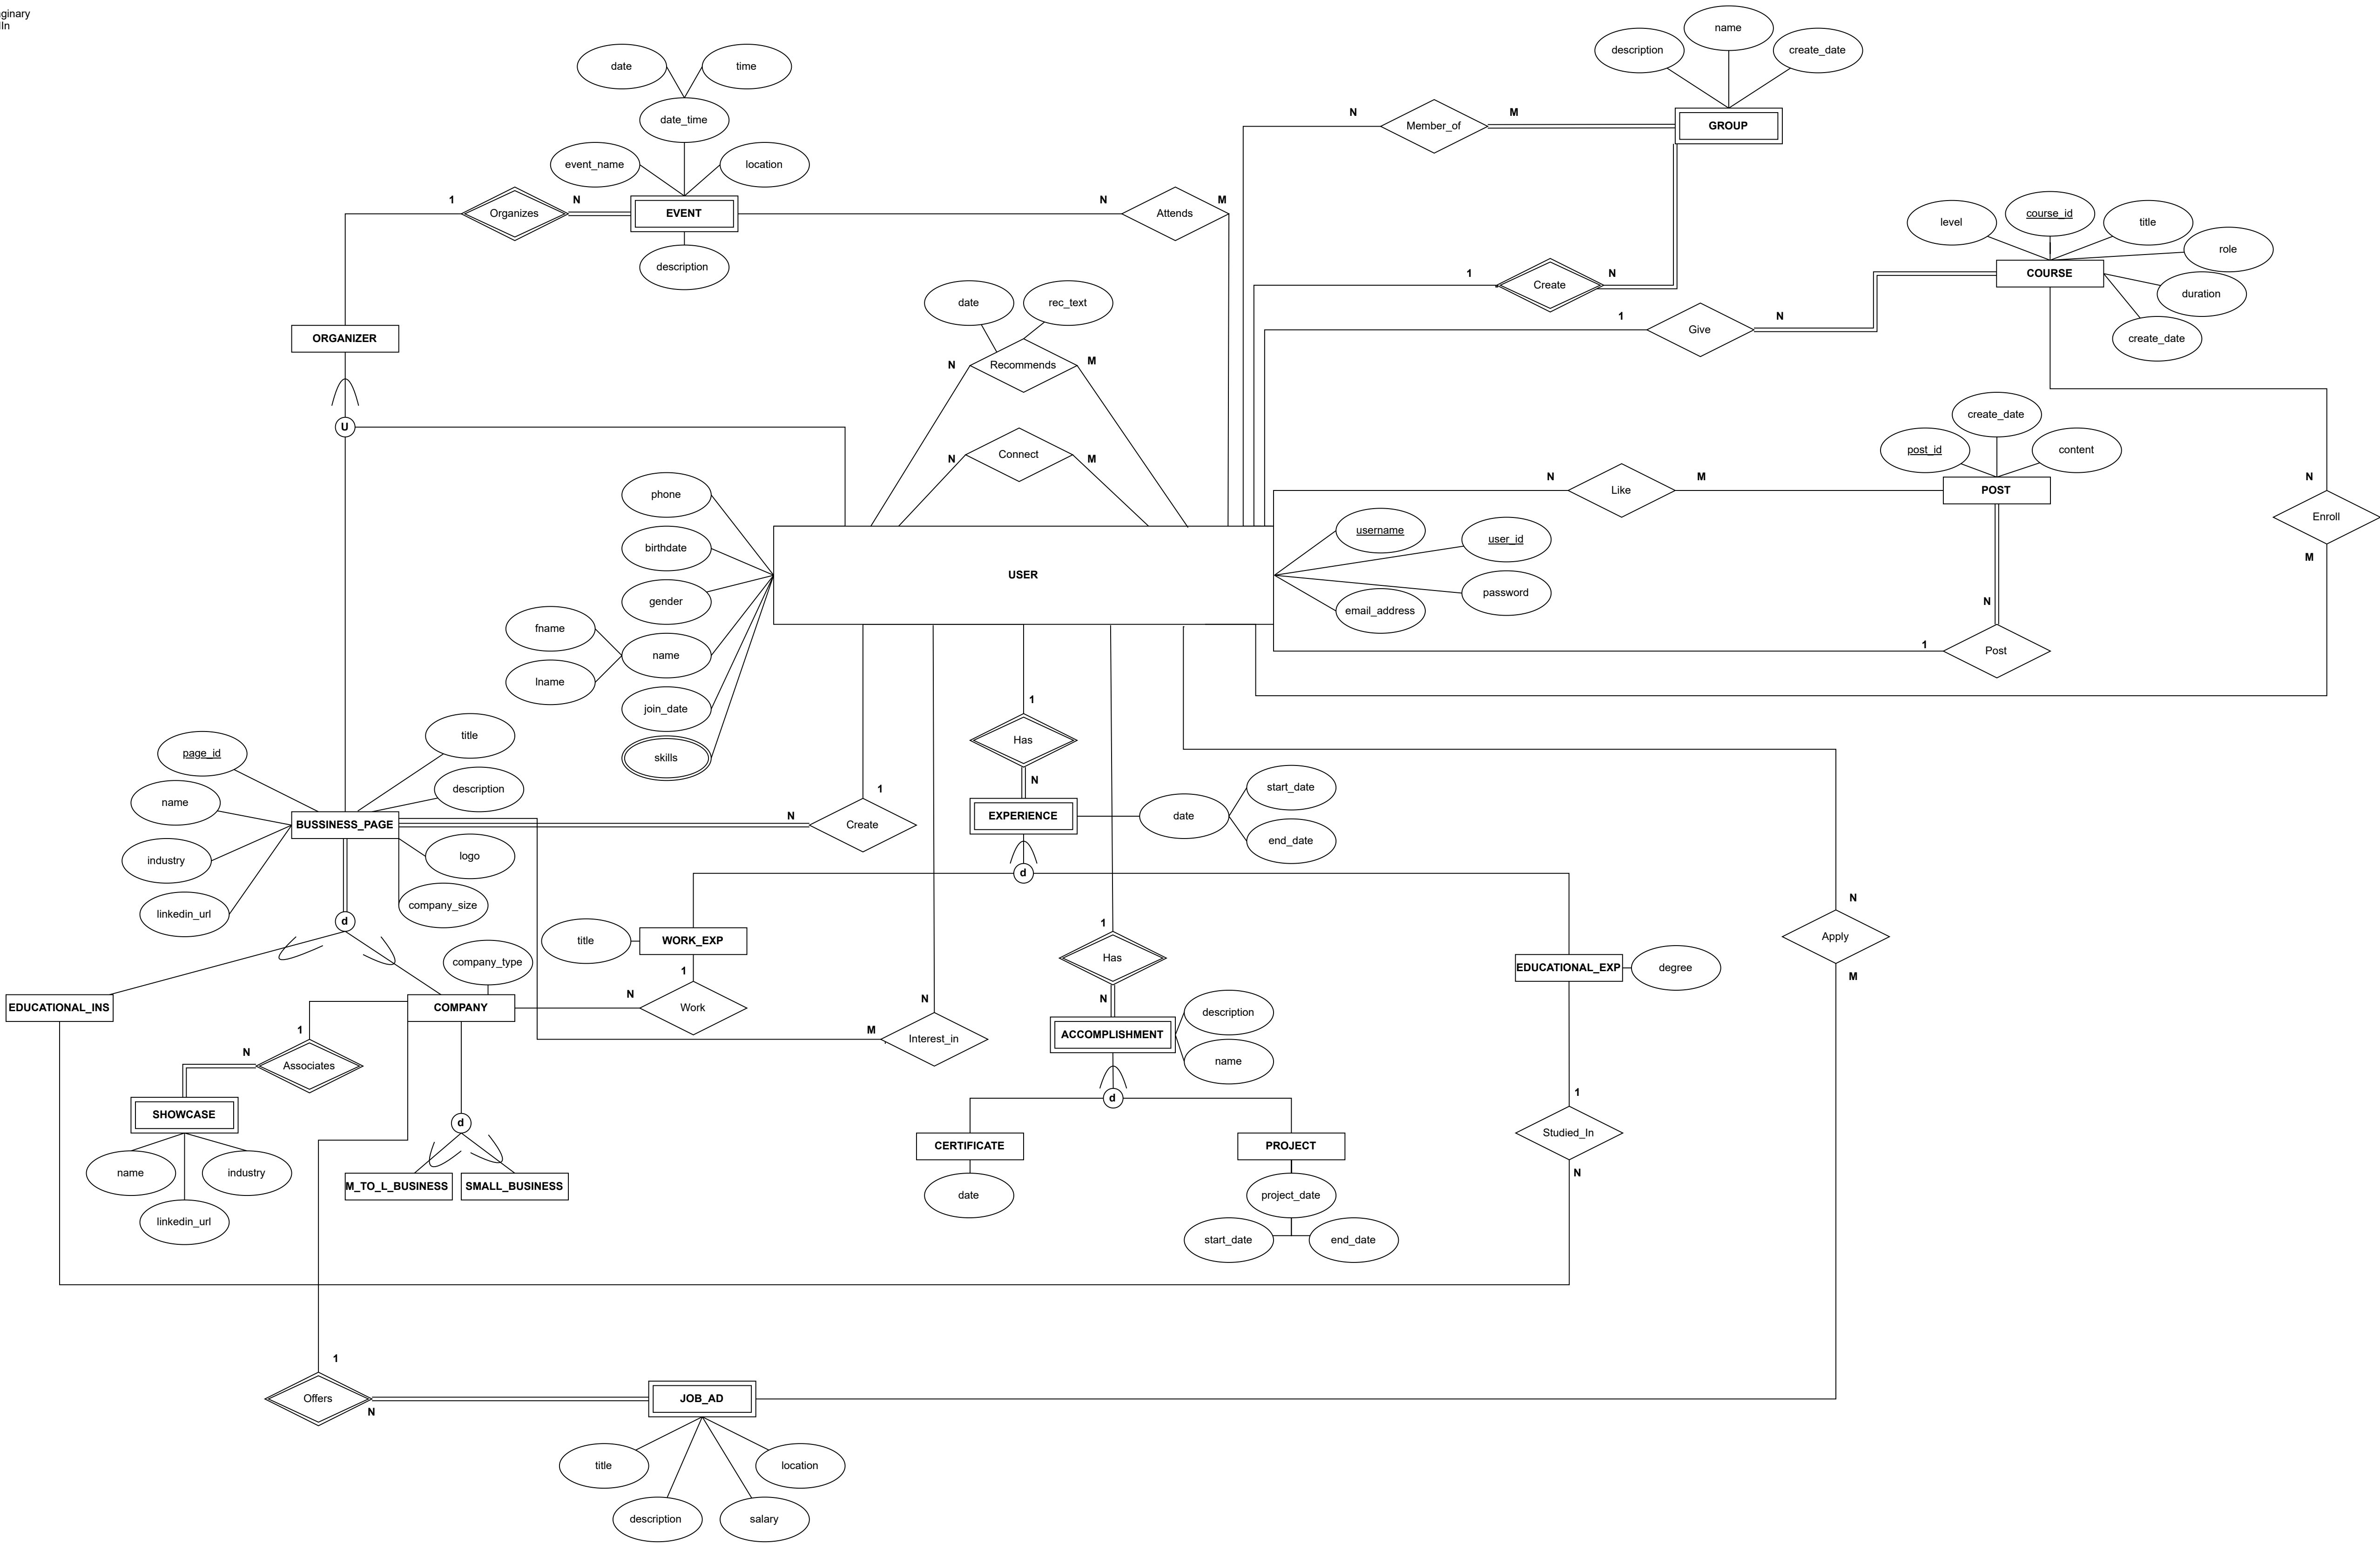 name
description
create_date
date
time
date_time
N
Member_of
M
GROUP
event_name
location
1
Organizes
N
EVENT
N
Attends
M
level
course_id
title
role
COURSE
description
1
Create
N
duration
date
rec_text
1
Give
N
create_date
ORGANIZER
N
Recommends
M
create_date
U
N
Connect
M
post_id
content
phone
N
Like
M
POST
N
Enroll
M
username
user_id
birthdate
USER
gender
email_address
password
fname
name
N
lname
1
Post
join_date
1
skills
Has
page_id
title
N
name
description
1
start_date
BUSSINESS_PAGE
N
Create
EXPERIENCE
date
end_date
industry
logo
d
linkedin_url
company_size
d
N
Apply
M
title
WORK_EXP
1
Has
EDUCATIONAL_EXP
degree
company_type
1
EDUCATIONAL_INS
COMPANY
N
Work
N
N
description
1
M
Interest_in
ACCOMPLISHMENT
name
N
Associates
SHOWCASE
d
d
1
Studied_In
N
CERTIFICATE
PROJECT
name
industry
M_TO_L_BUSINESS
SMALL_BUSINESS
date
project_date
linkedin_url
start_date
end_date
1
Offers
N
JOB_AD
title
location
description
salary